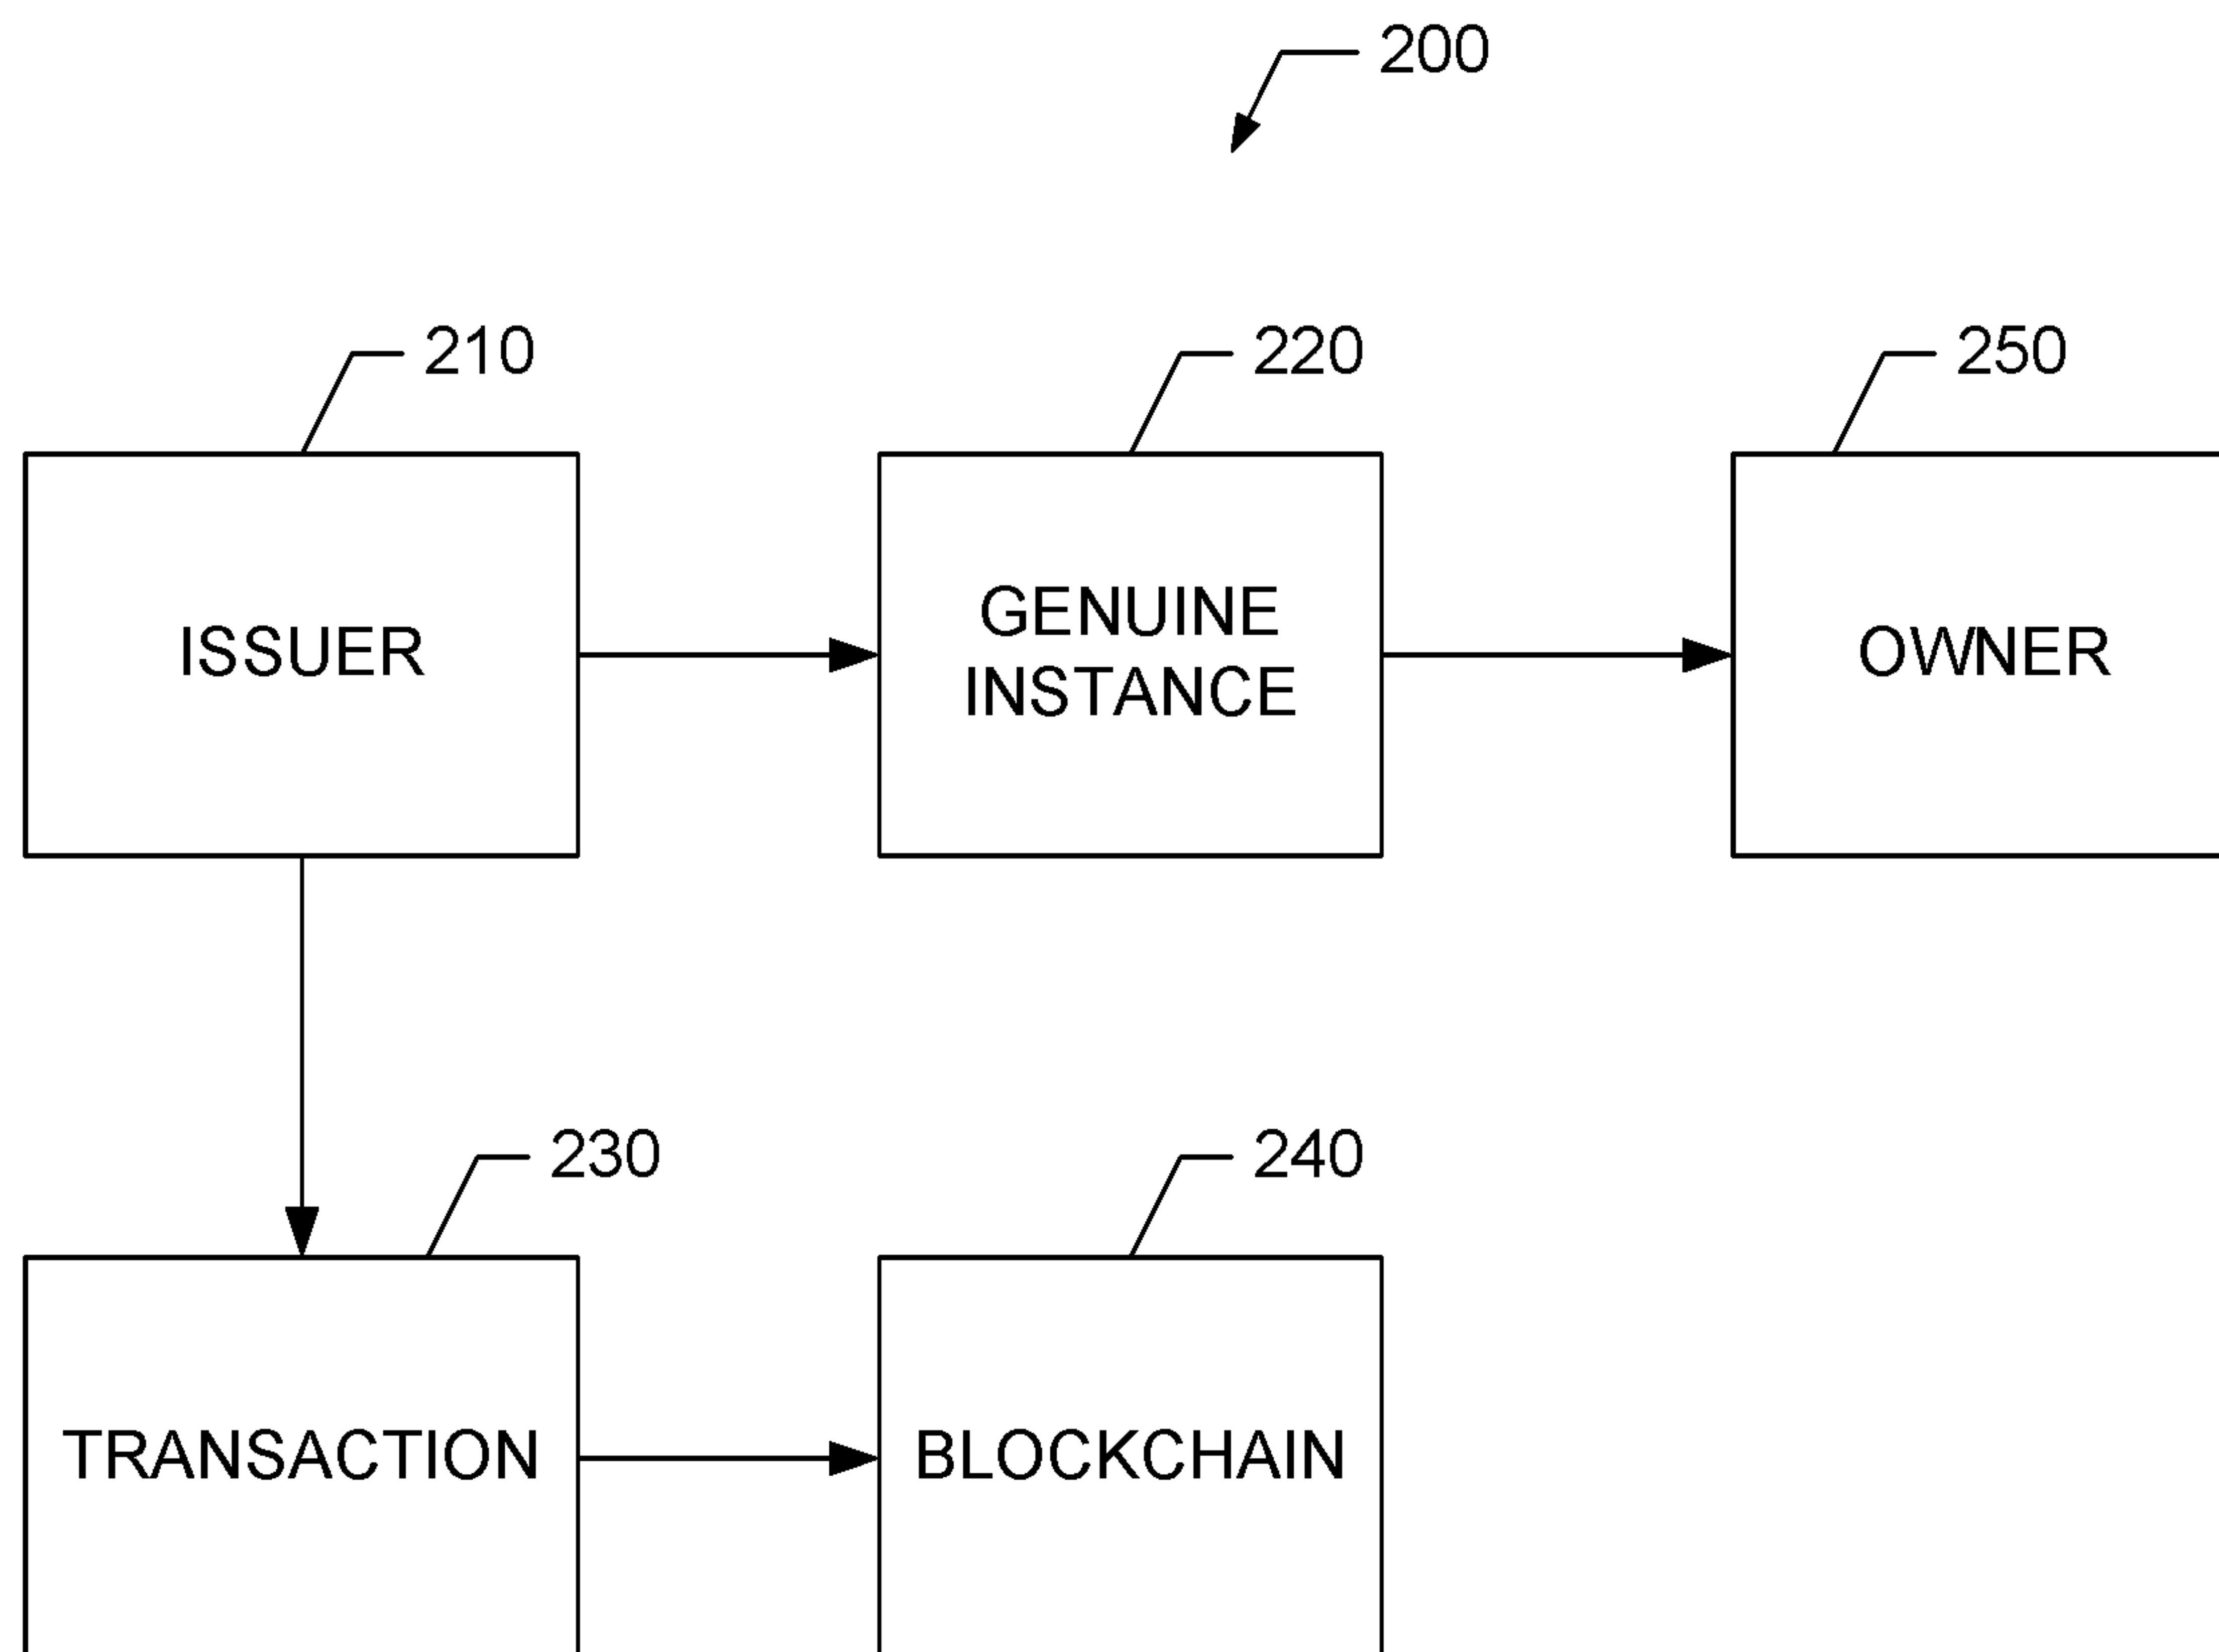 200
210
220
250
ISSUER
GENUINE
INSTANCE
OWNER
230
240
TRANSACTION
BLOCKCHAIN